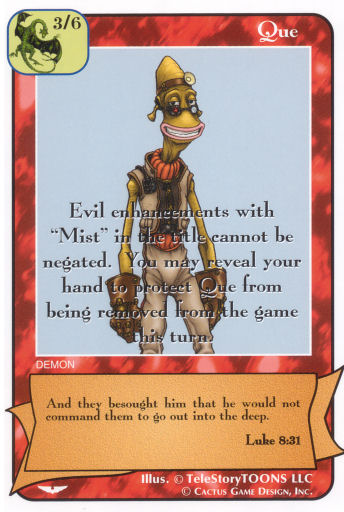 3/6
Que
Evil enhancements with
"Mist" in the title cannot be
negated. You may reveal your
hand to protect Que from
being removed from the game
this turn.
DEMON
And they besought him that he would not
command them to go out into the deep.
Luke 8:31
Illus. © TeleStoryTOONS LLC
© Cactus Game Design, Inc.